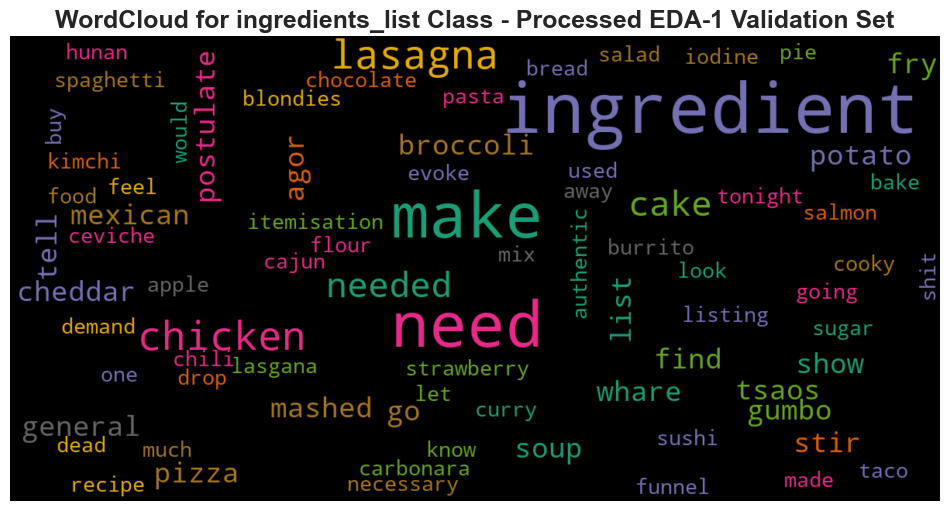 WordCloud for ingredients_list Class - Processed EDA-1 Validation Set
hunan
lasagna
salad
iodine
pie
spaghetti
chocolate
bread
fry
blondies
pasta
ingredient
postulate
would
buy
kimchi
agor
broccoli
potato
food
feel
evoke
used
bake
mexican
itemisation
make
away
cake
tonight
salmon
tell
ceviche
flour
cajun
mix
authentic
burrito
look
cooky
shit
cheddar
apple
needed
list
listing
going
demand
chicken
need
sugar
chili
lasgana
find
show
one
drop
strawberry
let
whare
tsaos
mashed
go
curry
gumbo
general
dead
much
know
soup
sushi
stir
recipe
pizza
carbonara
necessary
funnel
made
taco